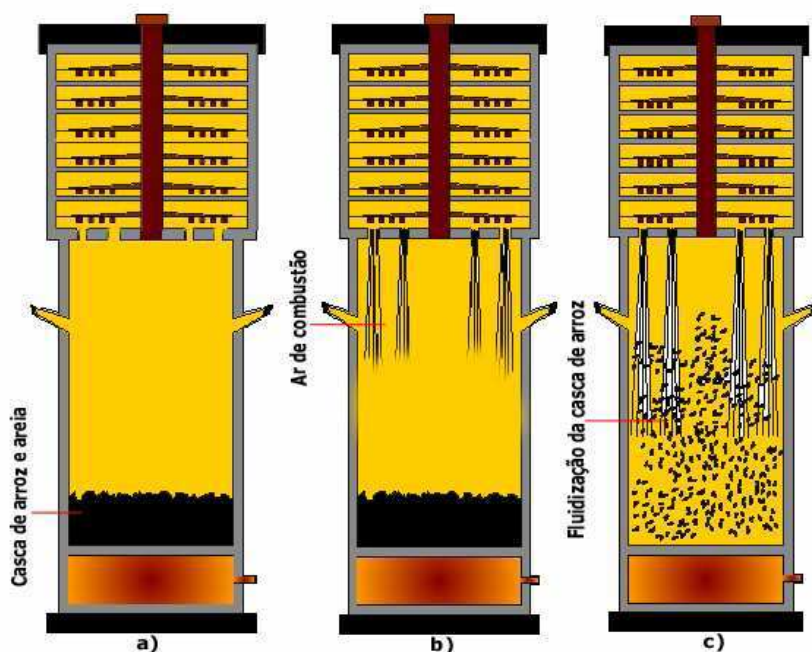 Casca de arroz e areia
Ar de combustão
Fluidização da casca de arroz
a)
b)
c)